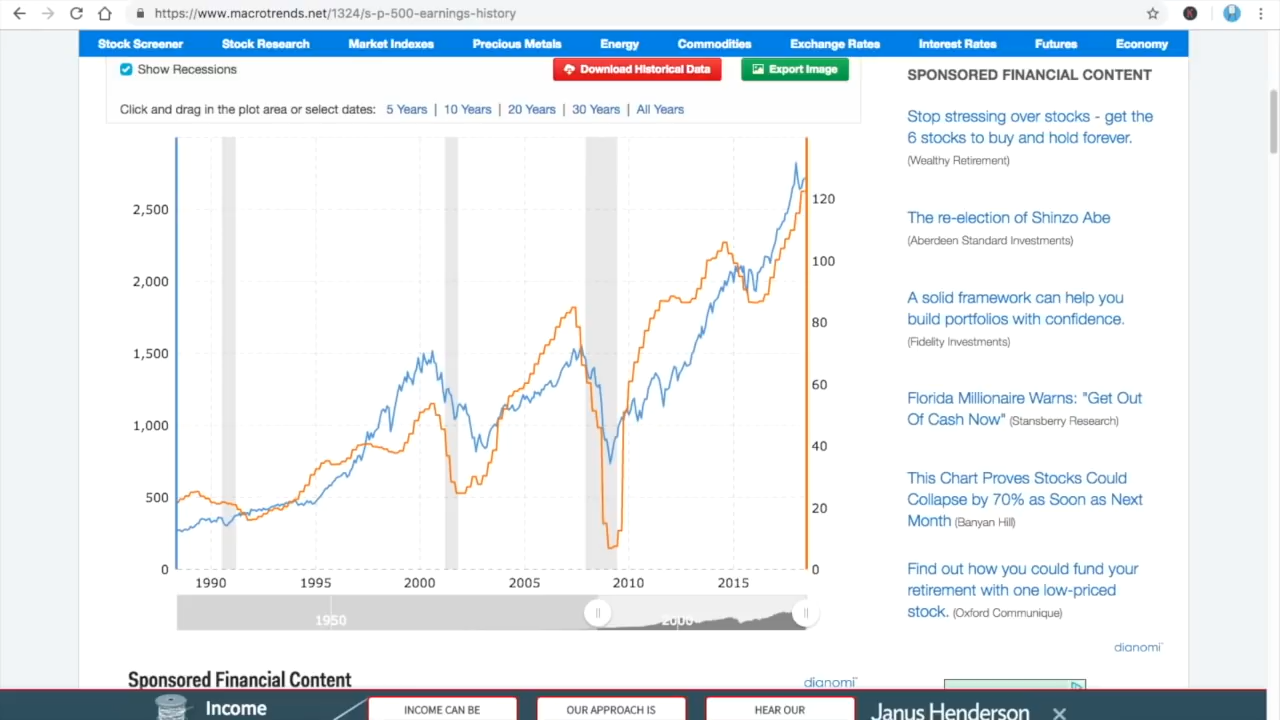 https://www.macrotrends.net/1324/s-p-500-earnings-history
Stock Screener Stock Research Market Indexes Precious Metals Energy Commodities Exchange Rates Interest Rates Futures Economy
Show Recessions
Download Historical Data
Export Image
Click and drag in the plot area or select dates: 5 Years | 10 Years | 20 Years | 30 Years | All Years
2,500
2,000
1,500
1,000
500
0
120
100
80
60
40
20
0
1990 1995 2000 2005 2010 2015
1950 2000
SPONSORED FINANCIAL CONTENT
Stop stressing over stocks - get the
6 stocks to buy and hold forever.
(Wealthy Retirement)
The re-election of Shinzo Abe
(Aberdeen Standard Investments)
A solid framework can help you
build portfolios with confidence.
(Fidelity Investments)
Florida Millionaire Warns: "Get Out
Of Cash Now" (Stansberry Research)
This Chart Proves Stocks Could
Collapse by 70% as Soon as Next
Month (Banyan Hill)
Find out how you could fund your
retirement with one low-priced
stock. (Oxford Communique)
dianomi
Sponsored Financial Content
dianomi
Income
INCOME CAN BE
OUR APPROACH IS
HEAR OUR
Janus Henderson